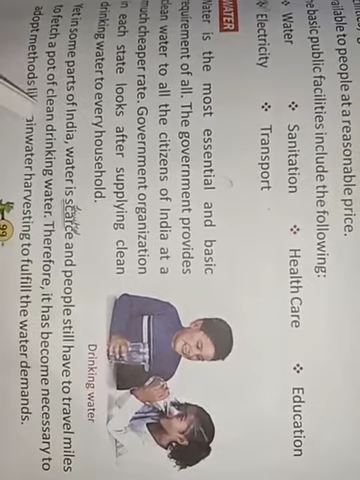 ailable to people at a reasonable price.
he basic public facilities include the following:
❖ Water ❖ Sanitation ❖ Health Care ❖ Education
❖ Electricity ❖ Transport
WATER
Water is the most essential and basic
equirement of all. The government provides
clean water to all the citizens of India at a
much cheaper rate. Government organization
in each state looks after supplying clean
drinking water to every household.
Drinking water
Yet in some parts of India, water is scarce and people still have to travel miles
to fetch a pot of clean drinking water. Therefore, it has become necessary to
adopt methods li ainwater harvesting to fulfill the water demands.
99